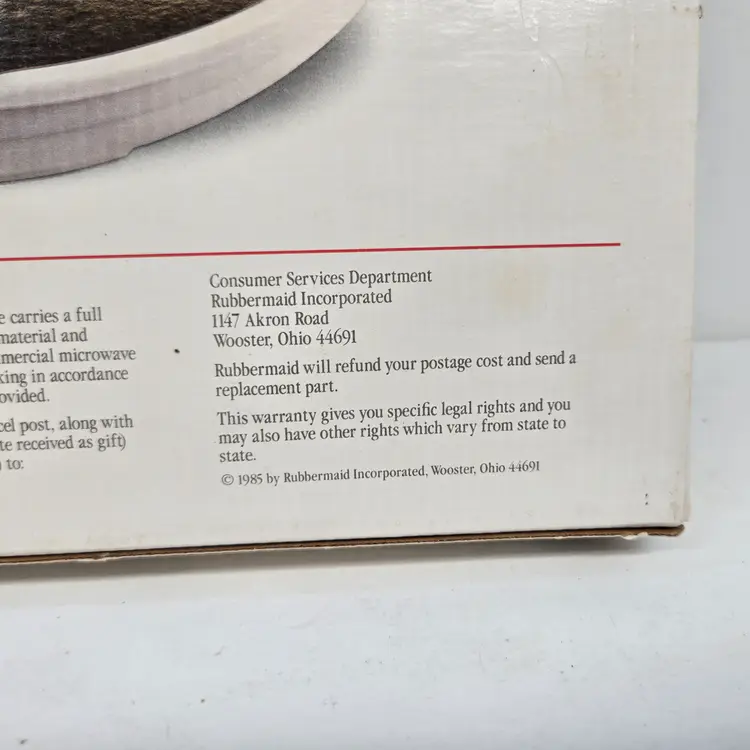 e carries a full
material and
mercial microwave
king in accordance
ovided.
cel post, along with
te received as gift)
to:
Consumer Services Department
Rubbermaid Incorporated
1147 Akron Road
Wooster, Ohio 44691
Rubbermaid will refund your postage cost and send a
replacement part.
This warranty gives you specific legal rights and you
may also have other rights which vary from state to
state.
© 1985 by Rubbermaid Incorporated, Wooster, Ohio 44691